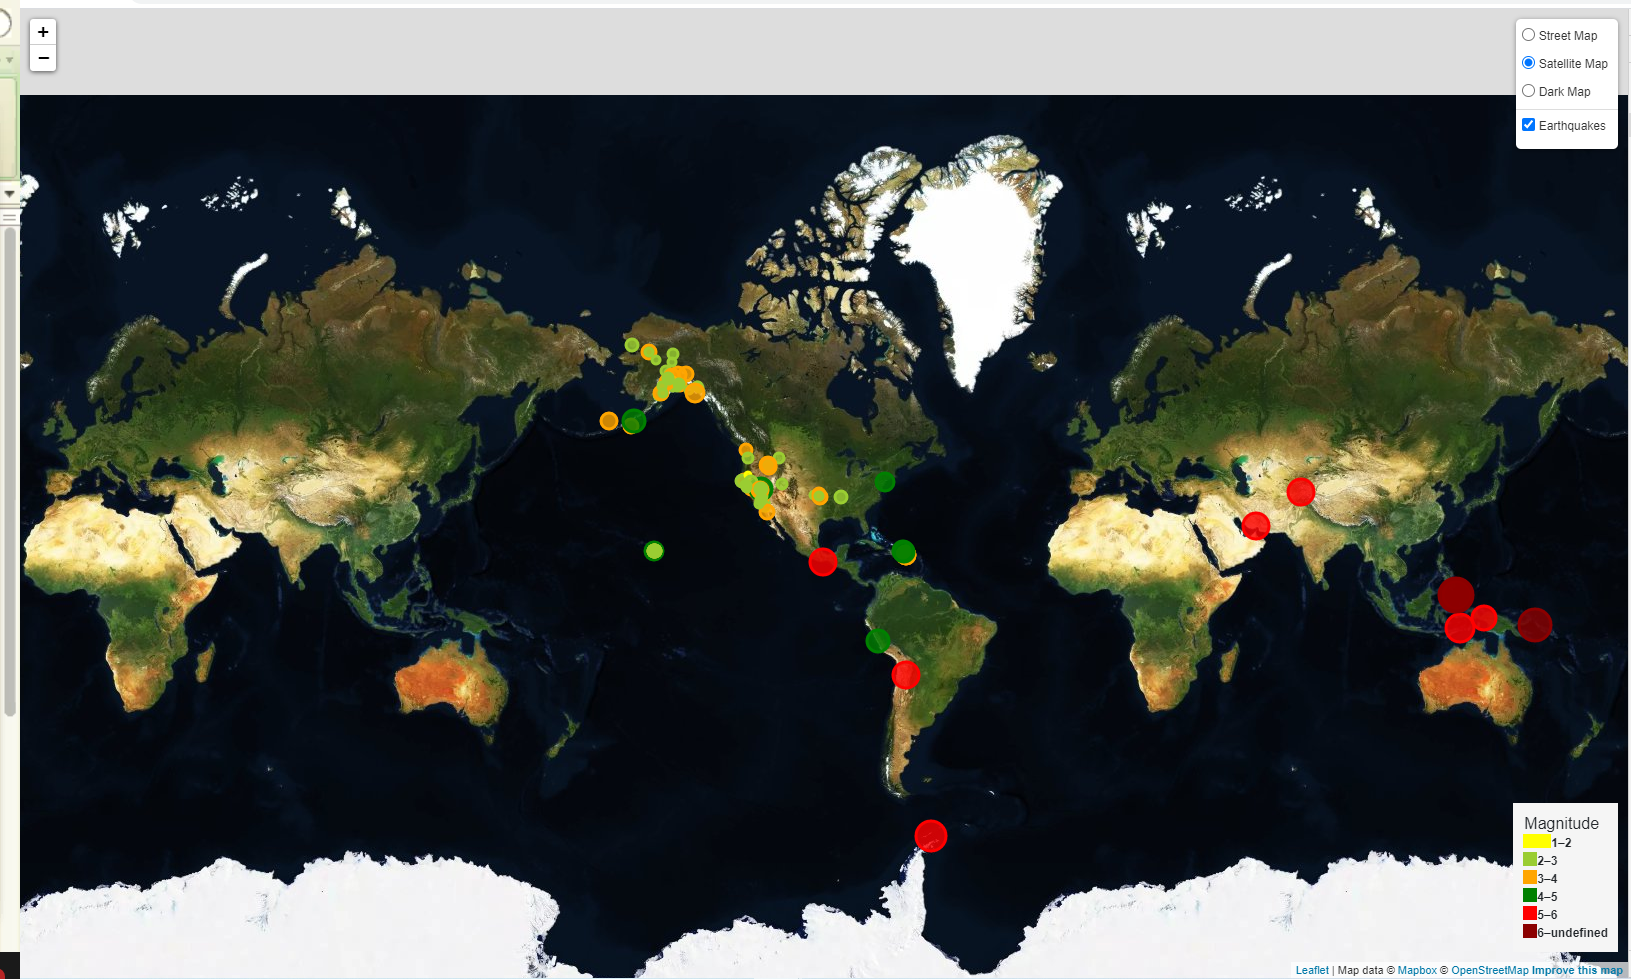 +
−
Street Map
Satellite Map
Dark Map
Earthquakes
Magnitude
1–2
2–3
3–4
4–5
5–6
6–undefined
Leaflet | Map data © Mapbox © OpenStreetMap Improve this map